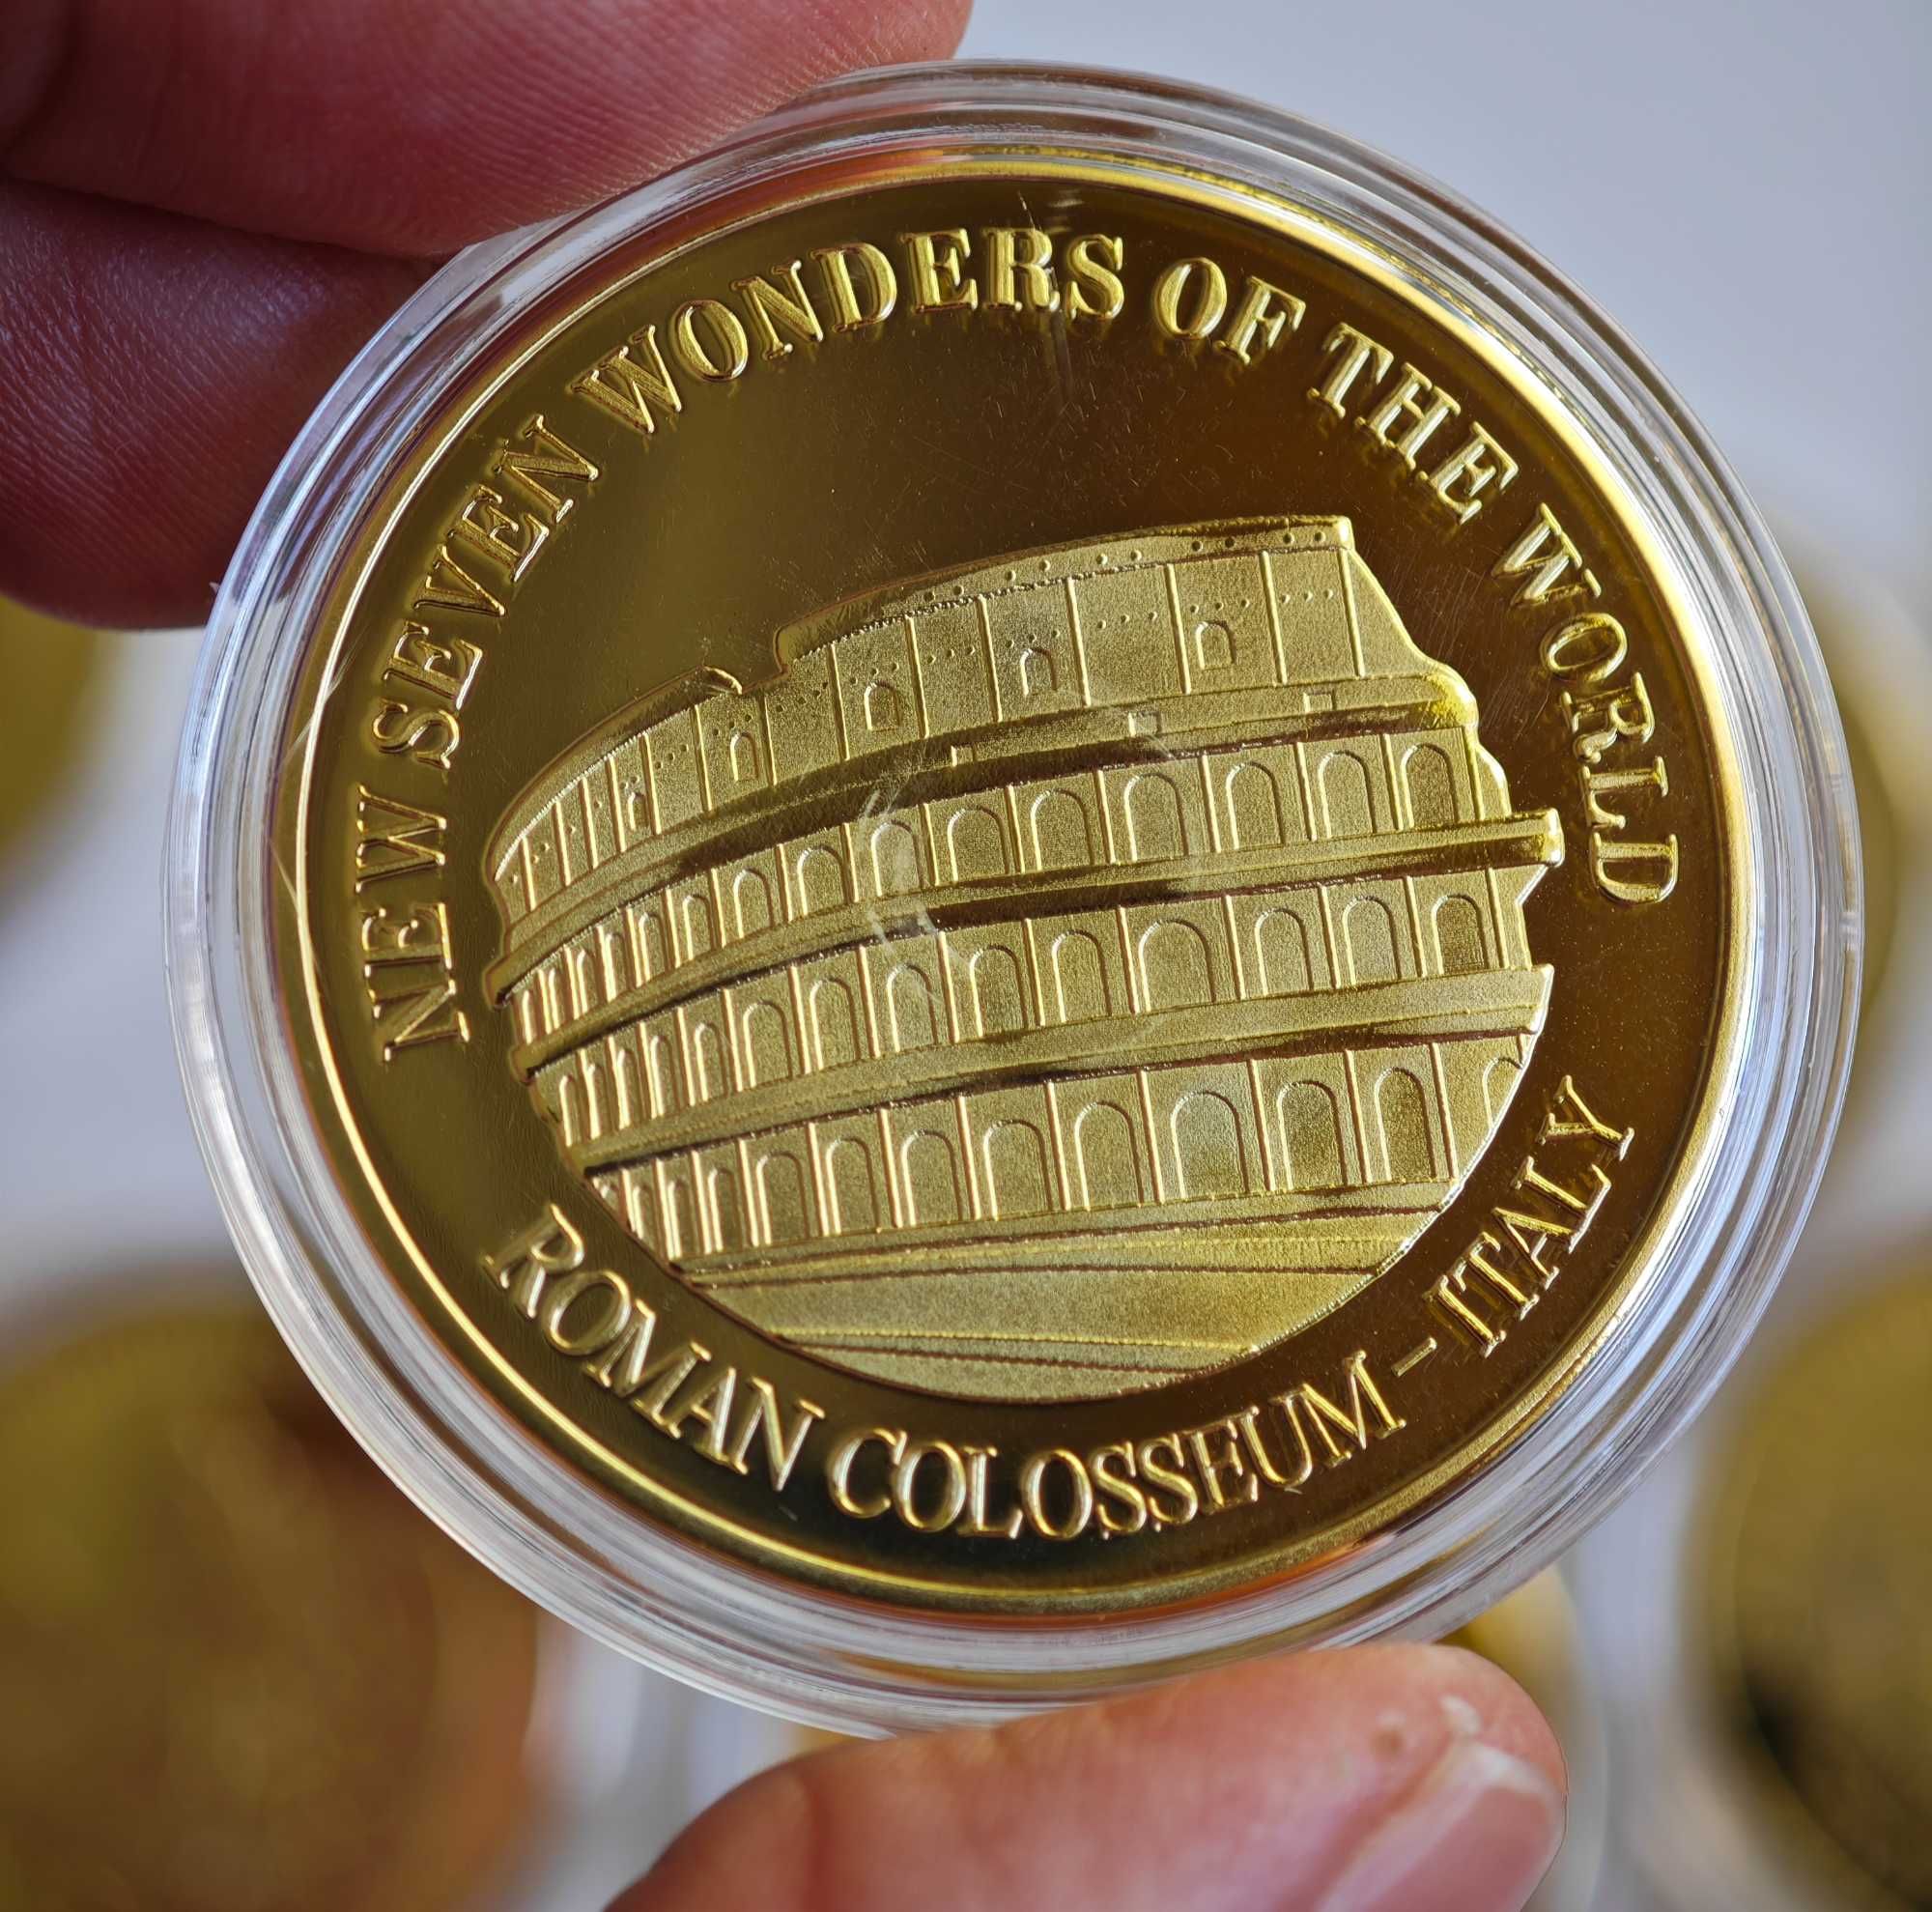 NEW SEVEN WONDERS OF THE WORLD
ROMAN COLOSSEUM - ITALY